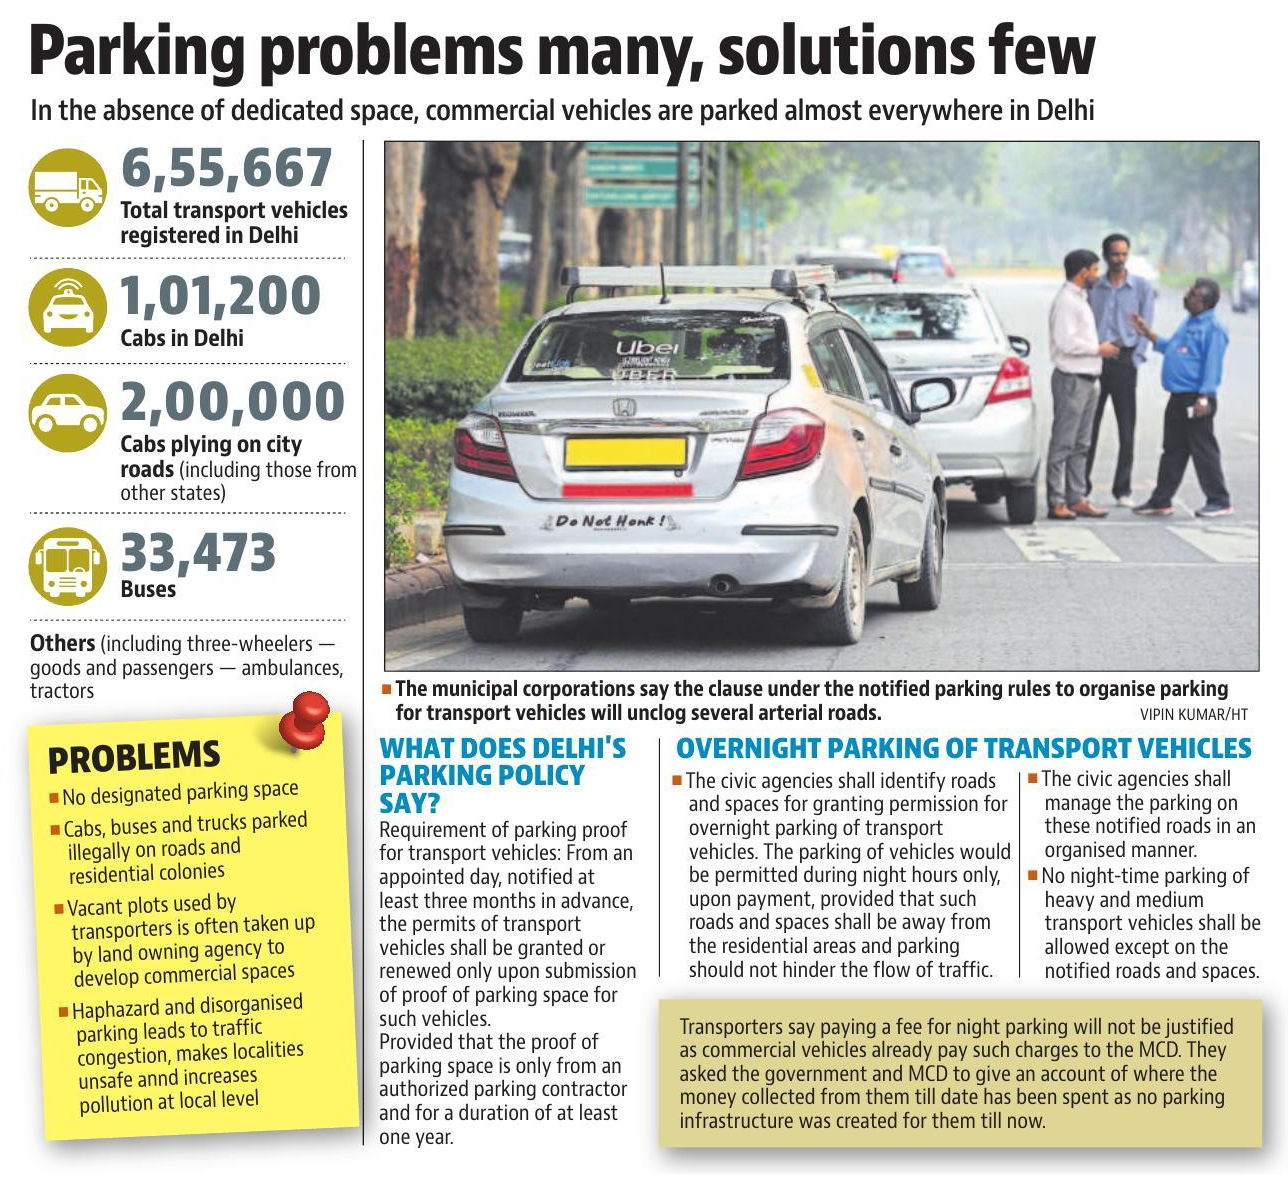 Parking problems many, solutions few
In the absence of dedicated space, commercial vehicles are parked almost everywhere in Delhi
6,55,667
Total transport vehicles
registered in Delhi
1,01,200
Cabs in Delhi
2,00,000
Cabs plying on city
roads (including those from
other states)
33,473
Buses
Others (including three-wheelers —
goods and passengers — ambulances,
tractors
PROBLEMS
No designated parking space
Cabs, buses and trucks parked
illegally on roads and
residential colonies
Vacant plots used by
transporters is often taken up
by land owning agency to
develop commercial spaces
Haphazard and disorganised
parking leads to traffic
congestion, makes localities
unsafe annd increases
pollution at local level
Uber
UBER
HONDA
Do Not Honk !
The municipal corporations say the clause under the notified parking rules to organise parking
for transport vehicles will unclog several arterial roads.
VIPIN KUMAR/HT
WHAT DOES DELHI'S
PARKING POLICY
SAY?
Requirement of parking proof
for transport vehicles: From an
appointed day, notified at
least three months in advance,
the permits of transport
vehicles shall be granted or
renewed only upon submission
of proof of parking space for
such vehicles.
Provided that the proof of
parking space is only from an
authorized parking contractor
and for a duration of at least
one year.
OVERNIGHT PARKING OF TRANSPORT VEHICLES
The civic agencies shall identify roads
and spaces for granting permission for
overnight parking of transport
vehicles. The parking of vehicles would
be permitted during night hours only,
upon payment, provided that such
roads and spaces shall be away from
the residential areas and parking
should not hinder the flow of traffic.
The civic agencies shall
manage the parking on
these notified roads in an
organised manner.
No night-time parking of
heavy and medium
transport vehicles shall be
allowed except on the
notified roads and spaces.
Transporters say paying a fee for night parking will not be justified
as commercial vehicles already pay such charges to the MCD. They
asked the government and MCD to give an account of where the
money collected from them till date has been spent as no parking
infrastructure was created for them till now.